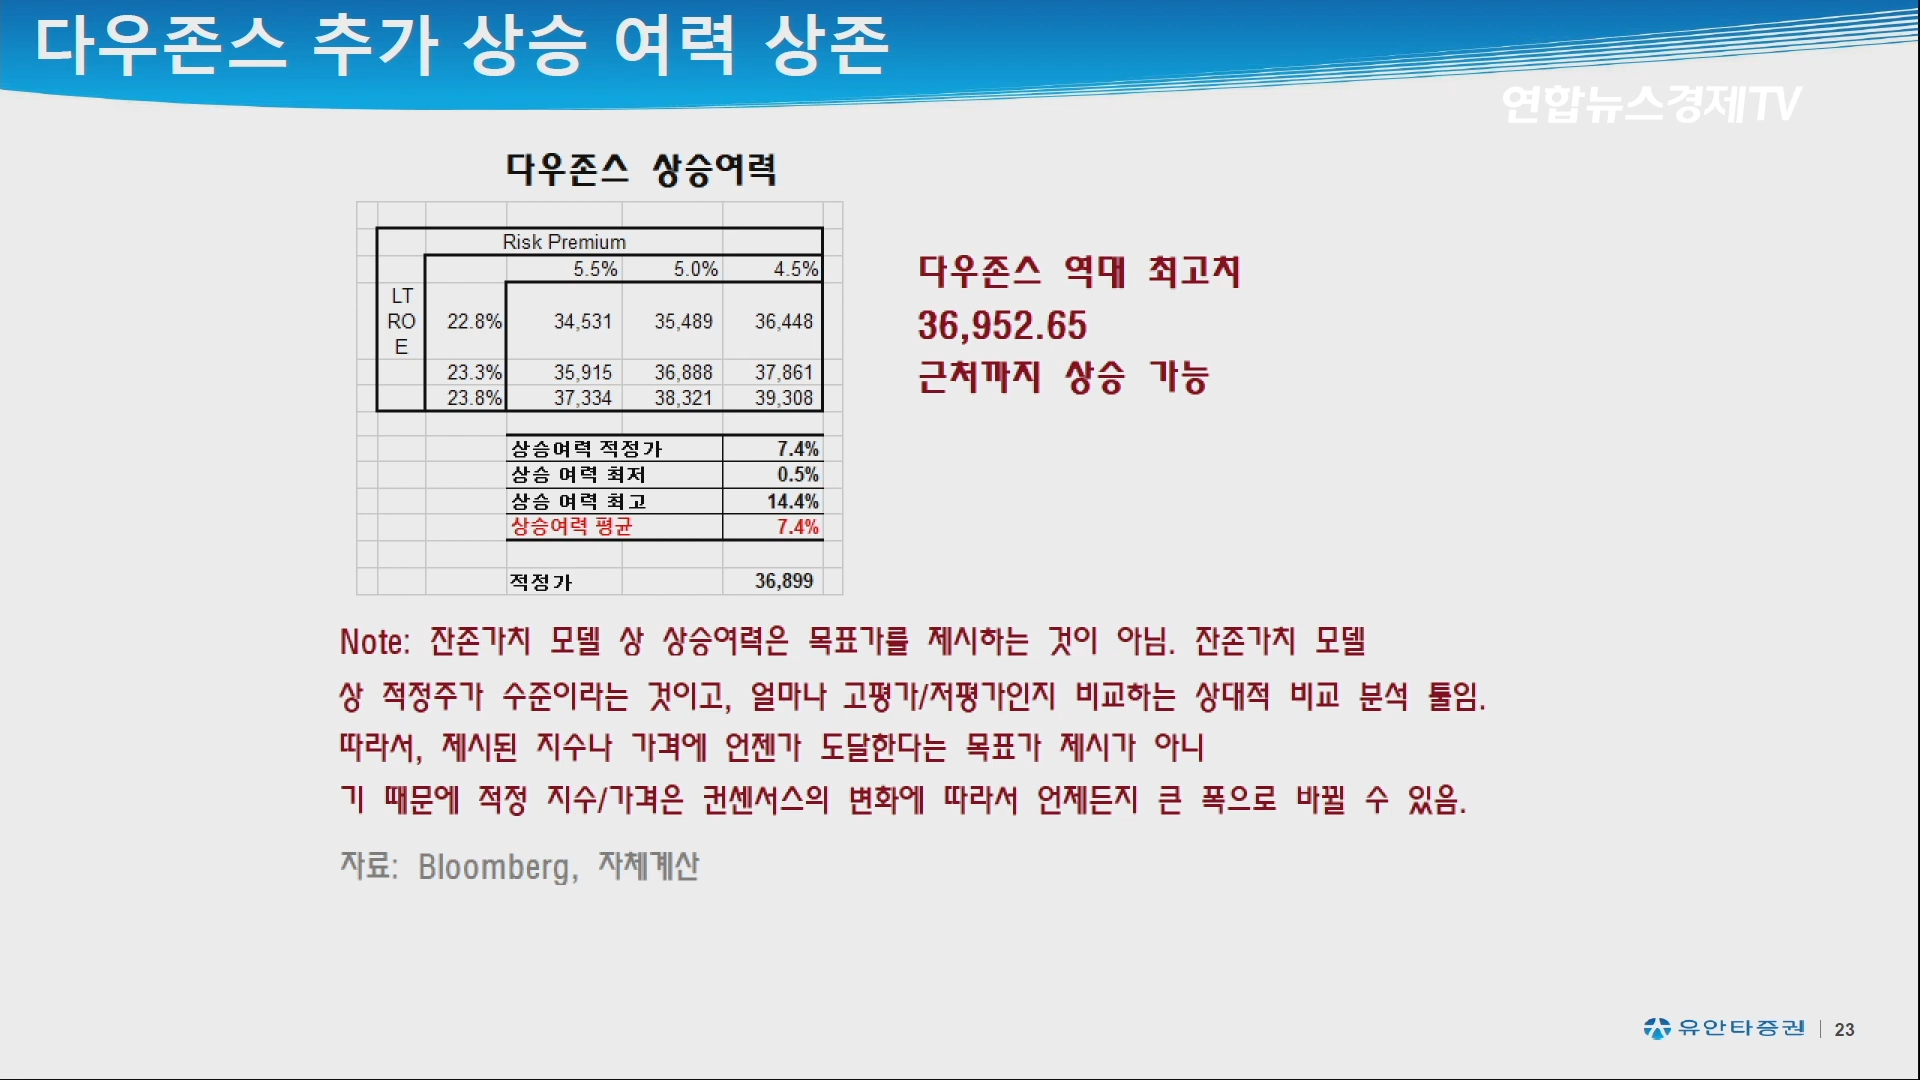 다우존스 추가 상승 여력 상존
연합뉴스경제TV
다우존스 상승여력
Risk Premium
5.5% 5.0% 4.5%
LT
RO 22.8% 34,531 35,489 36,448
E
23.3% 35,915 36,888 37,861
23.8% 37,334 38,321 39,308
상승여력 적정가 7.4%
상승 여력 최저 0.5%
상승 여력 최고 14.4%
상승여력 평균 7.4%
적정가 36,899
다우존스 역대 최고치
36,952.65
근처까지 상승 가능
Note: 잔존가치 모델 상 상승여력은 목표가를 제시하는 것이 아님. 잔존가치 모델
상 적정주가 수준이라는 것이고, 얼마나 고평가/저평가인지 비교하는 상대적 비교 분석 툴임.
따라서, 제시된 지수나 가격에 언젠가 도달한다는 목표가 제시가 아니
기 때문에 적정 지수/가격은 컨센서스의 변화에 따라서 언제든지 큰 폭으로 바뀔 수 있음.
자료: Bloomberg, 자체계산
유안타증권 | 23